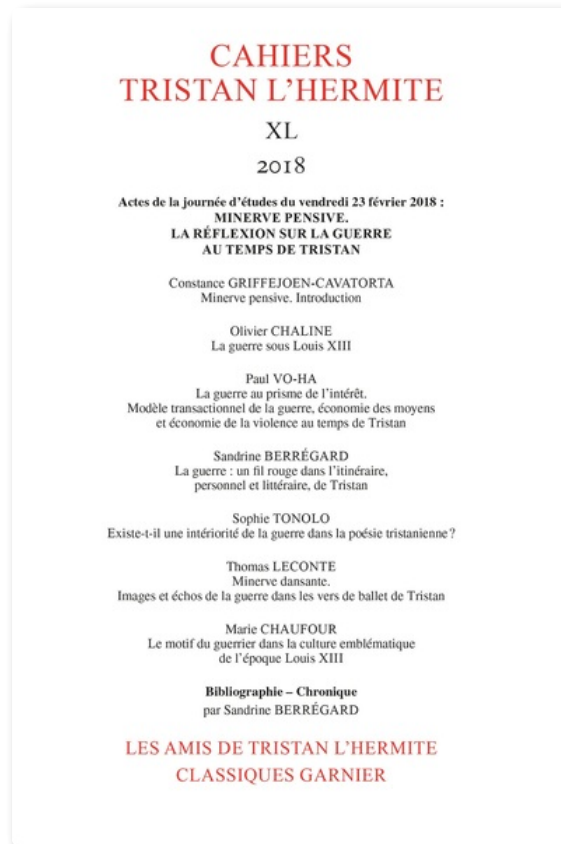 CAHIERS
TRISTAN L’HERMITE
XL
2018
Actes de la journée d’études du vendredi 23 février 2018 :
MINERVE PENSIVE.
LA RÉFLEXION SUR LA GUERRE
AU TEMPS DE TRISTAN
Constance GRIFFEJOEN-CAVATORTA
Minerve pensive. Introduction
Olivier CHALINE
La guerre sous Louis XIII
Paul VO-HA
La guerre au prisme de l’intérêt.
Modèle transactionnel de la guerre, économie des moyens
et économie de la violence au temps de Tristan
Sandrine BERRÉGARD
La guerre : un fil rouge dans l’itinéraire,
personnel et littéraire, de Tristan
Sophie TONOLO
Existe-t-il une intériorité de la guerre dans la poésie tristanienne ?
Thomas LECONTE
Minerve dansante.
Images et échos de la guerre dans les vers de ballet de Tristan
Marie CHAUFOUR
Le motif du guerrier dans la culture emblématique
de l’époque Louis XIII
Bibliographie – Chronique
par Sandrine BERRÉGARD
LES AMIS DE TRISTAN L’HERMITE
CLASSIQUES GARNIER